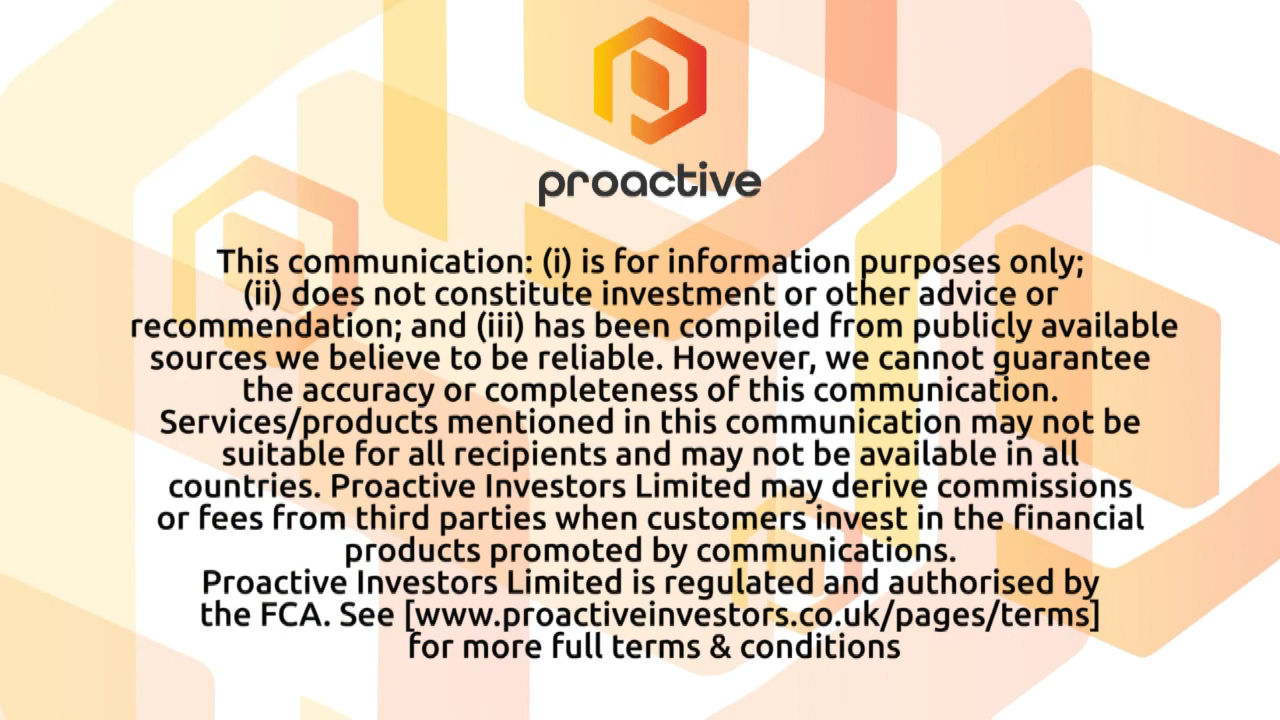 proactive
This communication: (i) is for information purposes only;
(ii) does not constitute investment or other advice or
recommendation; and (iii) has been compiled from publicly available
sources we believe to be reliable. However, we cannot guarantee
the accuracy or completeness of this communication.
Services/products mentioned in this communication may not be
suitable for all recipients and may not be available in all
countries. Proactive Investors Limited may derive commissions
or fees from third parties when customers invest in the financial
products promoted by communications.
Proactive Investors Limited is regulated and authorised by
the FCA. See [www.proactiveinvestors.co.uk/pages/terms]
for more full terms & conditions